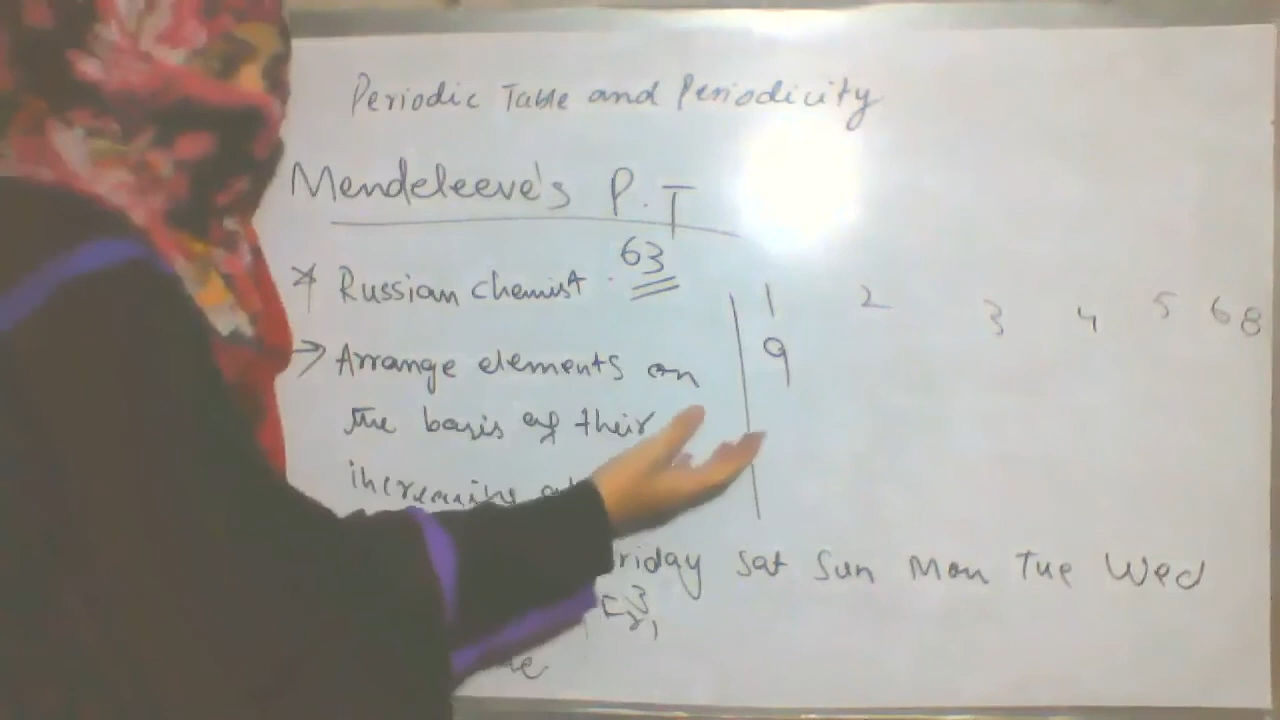 Periodic Table and Periodicity
Mendeleeve's P.T
63
* Russian chemist.
→ Arrange elements on
the basis of their
1 2 3 4 5 6 8
9
riday Sat Sun Mon Tue Wed